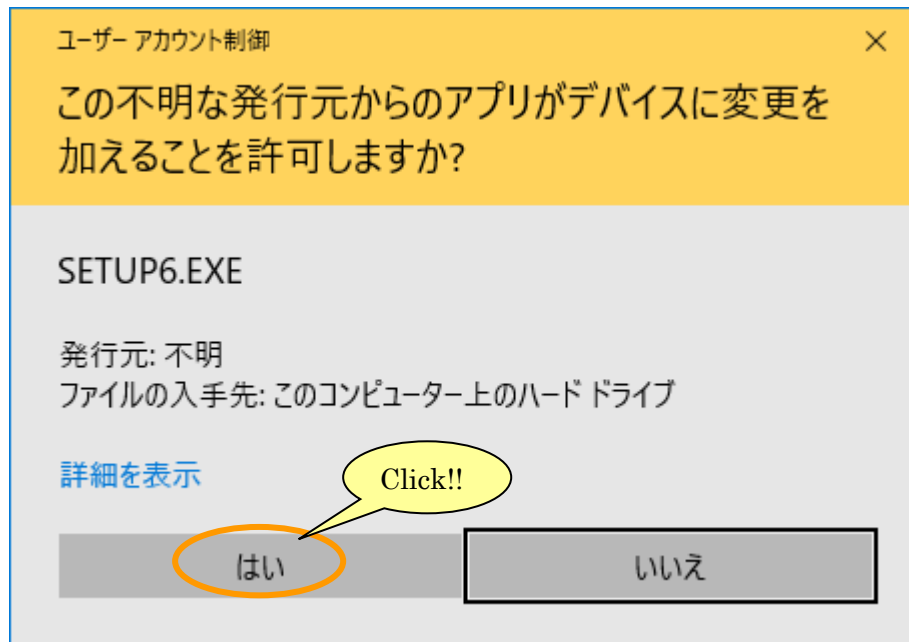 ユーザー アカウント制御
この不明な発行元からのアプリがデバイスに変更を
加えることを許可しますか?
SETUP6.EXE
発行元: 不明
ファイルの入手先: このコンピューター上のハード ドライブ
詳細を表示
Click!!
はい
いいえ